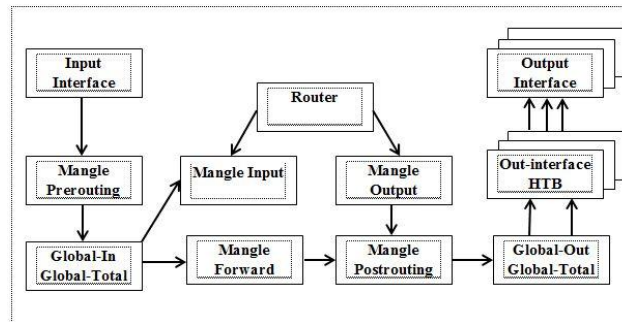 Input
Interface
Router
Output
Interface
Mangle
Prerouting
Mangle Input
Mangle
Output
Out-interface
HTB
Global-In
Global-Total
Mangle
Forward
Mangle
Postrouting
Global-Out
Global-Total